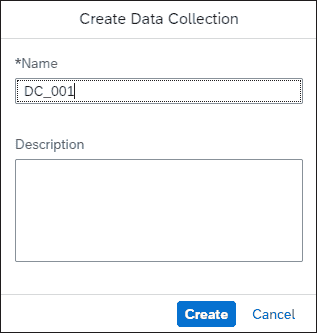 Create Data Collection
*Name
DC_001
Description
Create Cancel